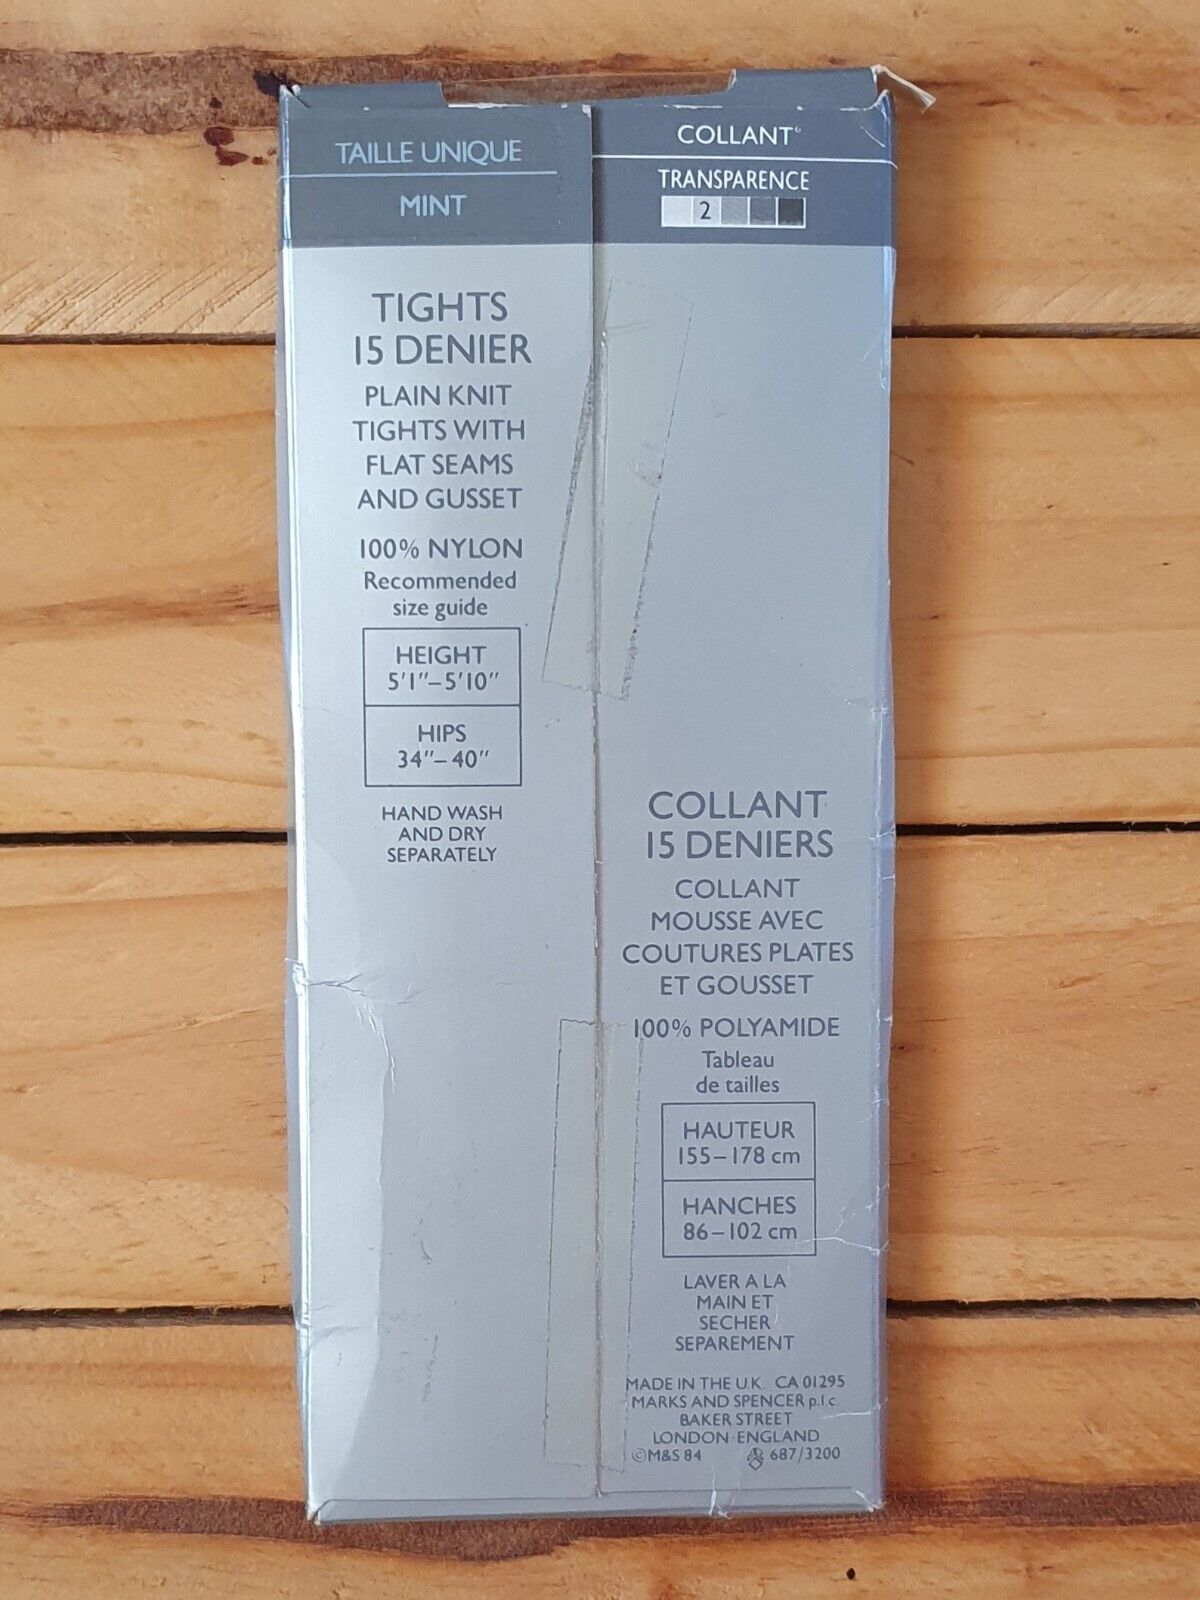 TAILLE UNIQUE
MINT
TIGHTS
15 DENIER
PLAIN KNIT
TIGHTS WITH
FLAT SEAMS
AND GUSSET
100% NYLON
Recommended
size guide
HEIGHT
5'1"–5'10"
HIPS
34"–40"
HAND WASH
AND DRY
SEPARATELY
COLLANT
TRANSPARENCE
2
COLLANT
15 DENIERS
COLLANT
MOUSSE AVEC
COUTURES PLATES
ET GOUSSET
100% POLYAMIDE
Tableau
de tailles
HAUTEUR
155–178 cm
HANCHES
86–102 cm
LAVER A LA
MAIN ET
SECHER
SEPAREMENT
MADE IN THE U.K. CA 01295
MARKS AND SPENCER p.l.c.
BAKER STREET
LONDON ENGLAND
©M&S 84 687/3200